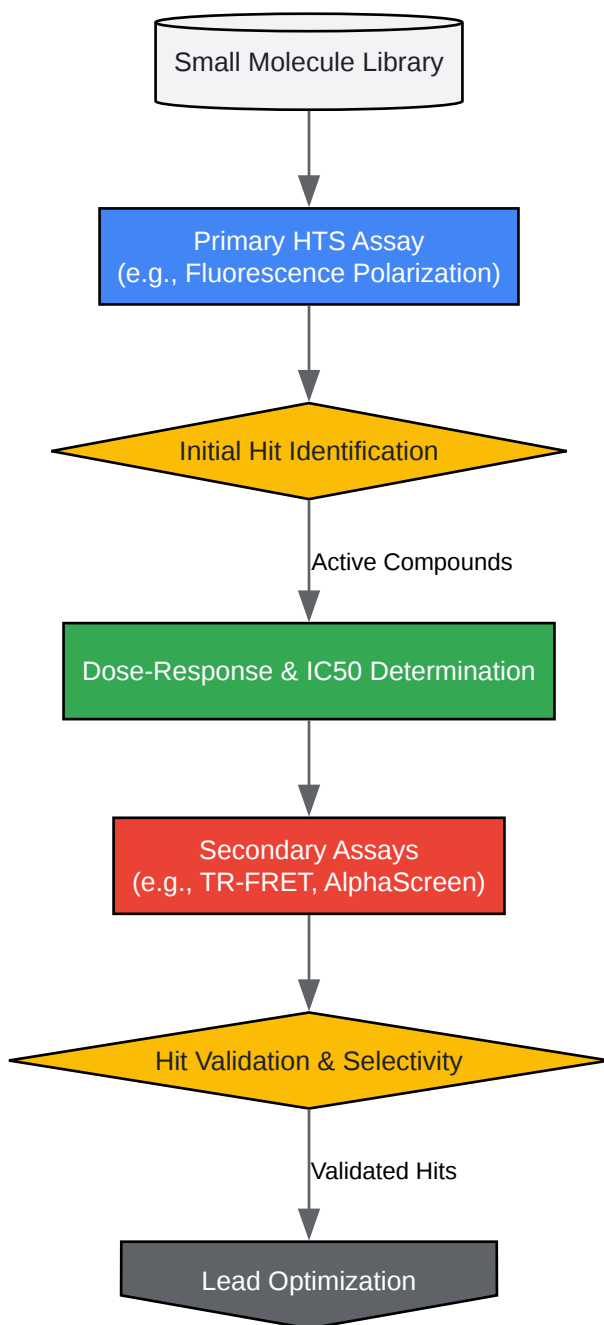 Small Molecule Library
Primary HTS Assay
(e.g., Fluorescence Polarization)
Initial Hit Identification
Active Compounds
Dose-Response & IC50 Determination
Secondary Assays
(e.g., TR-FRET, AlphaScreen)
Hit Validation & Selectivity
Validated Hits
Lead Optimization